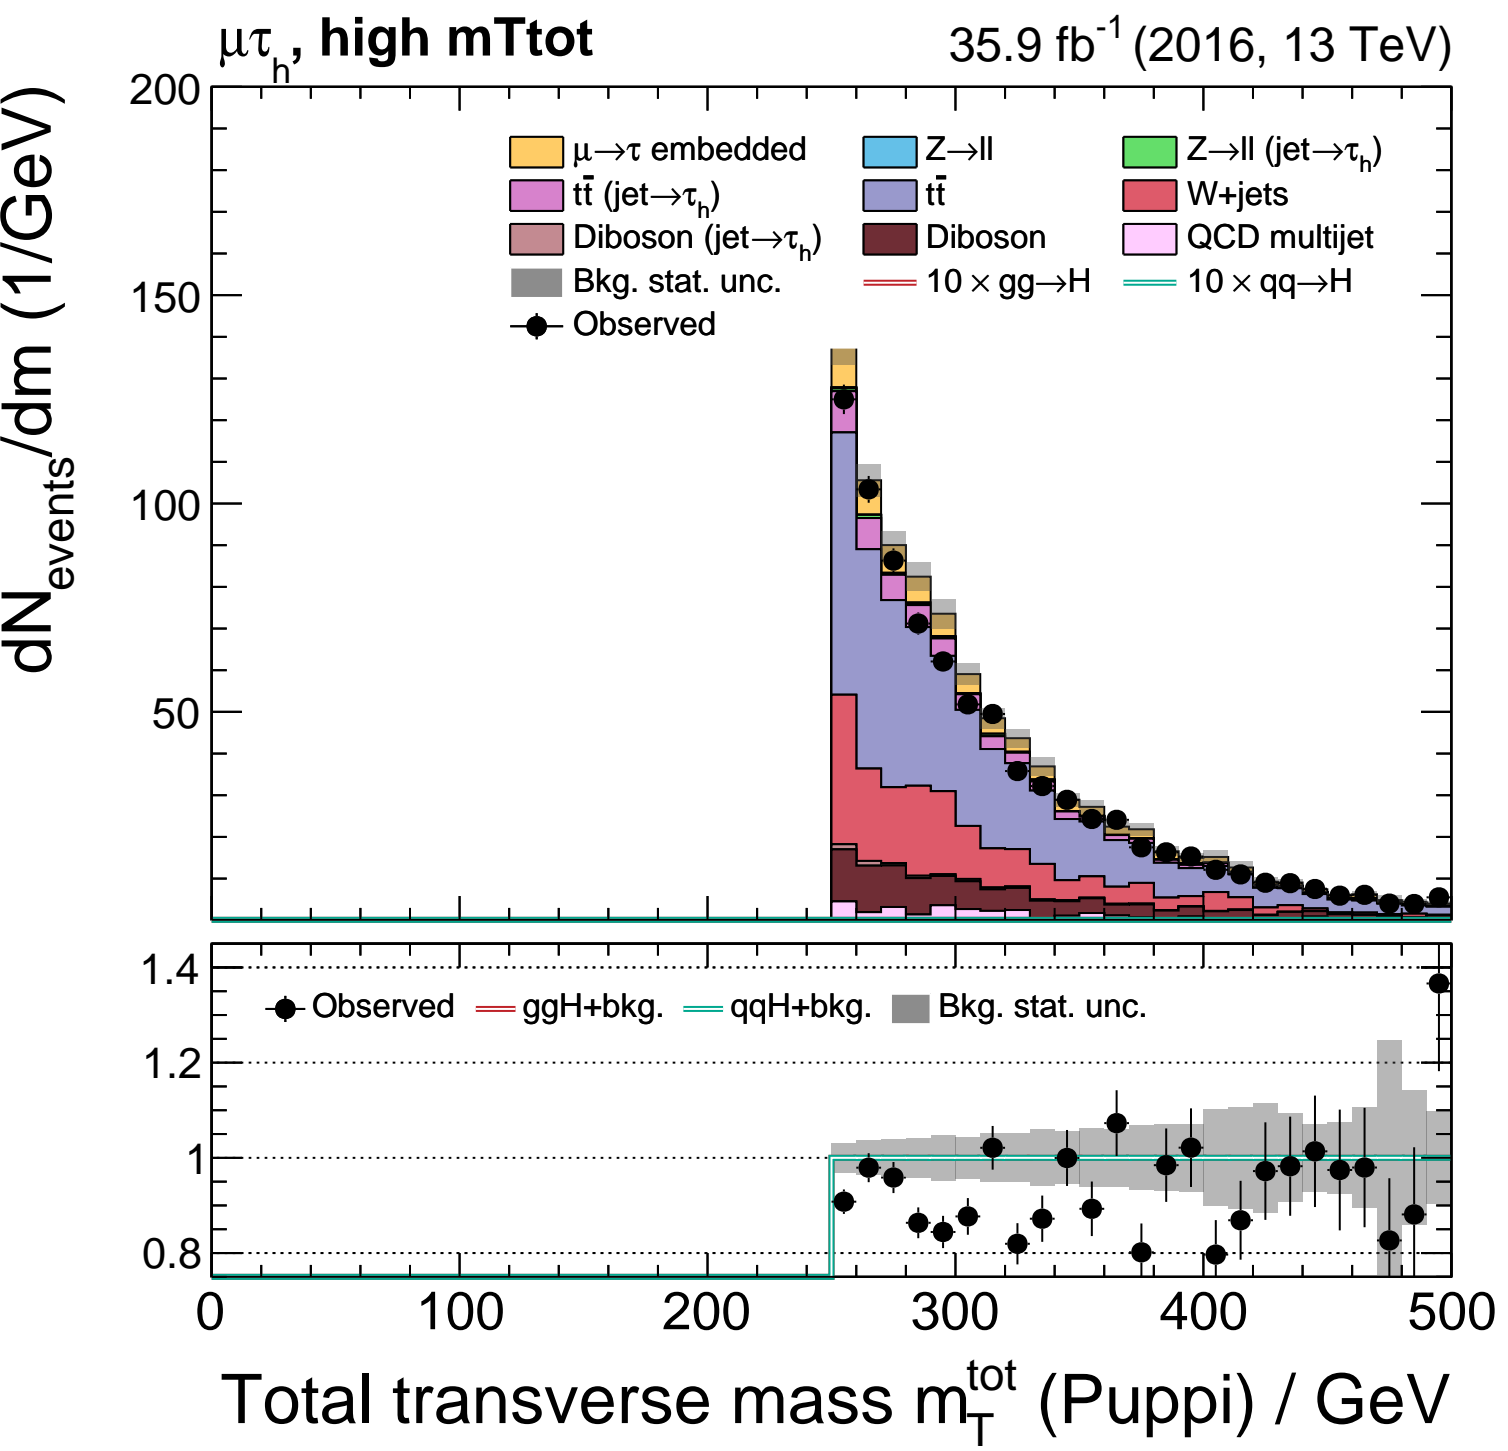 μτh, high mTtot 35.9 fb-1 (2016, 13 TeV)
dNevents/dm (1/GeV)
200
150
100
50
μ→τ embedded Z→ll Z→ll (jet→τh)
tt̄ (jet→τh) tt̄ W+jets
Diboson (jet→τh) Diboson QCD multijet
Bkg. stat. unc. 10 × gg→H 10 × qq→H
Observed
1.4
1.2
1
0.8
Observed ggH+bkg. qqH+bkg. Bkg. stat. unc.
0 100 200 300 400 500
Total transverse mass mTtot (Puppi) / GeV